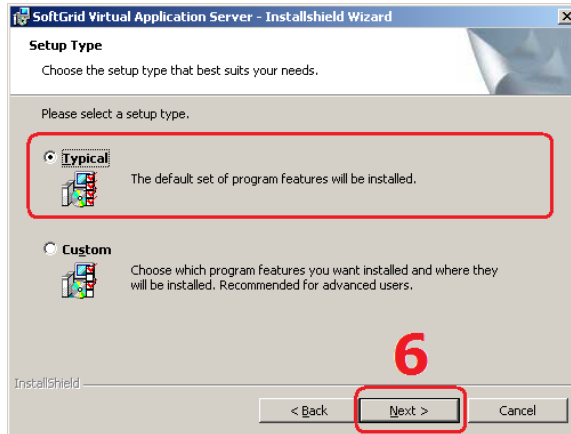 SoftGrid Virtual Application Server - Installshield Wizard
Setup Type
Choose the setup type that best suits your needs.
Please select a setup type.
Typical
The default set of program features will be installed.
Custom
Choose which program features you want installed and where they
will be installed. Recommended for advanced users.
6
InstallShield
< Back Next > Cancel